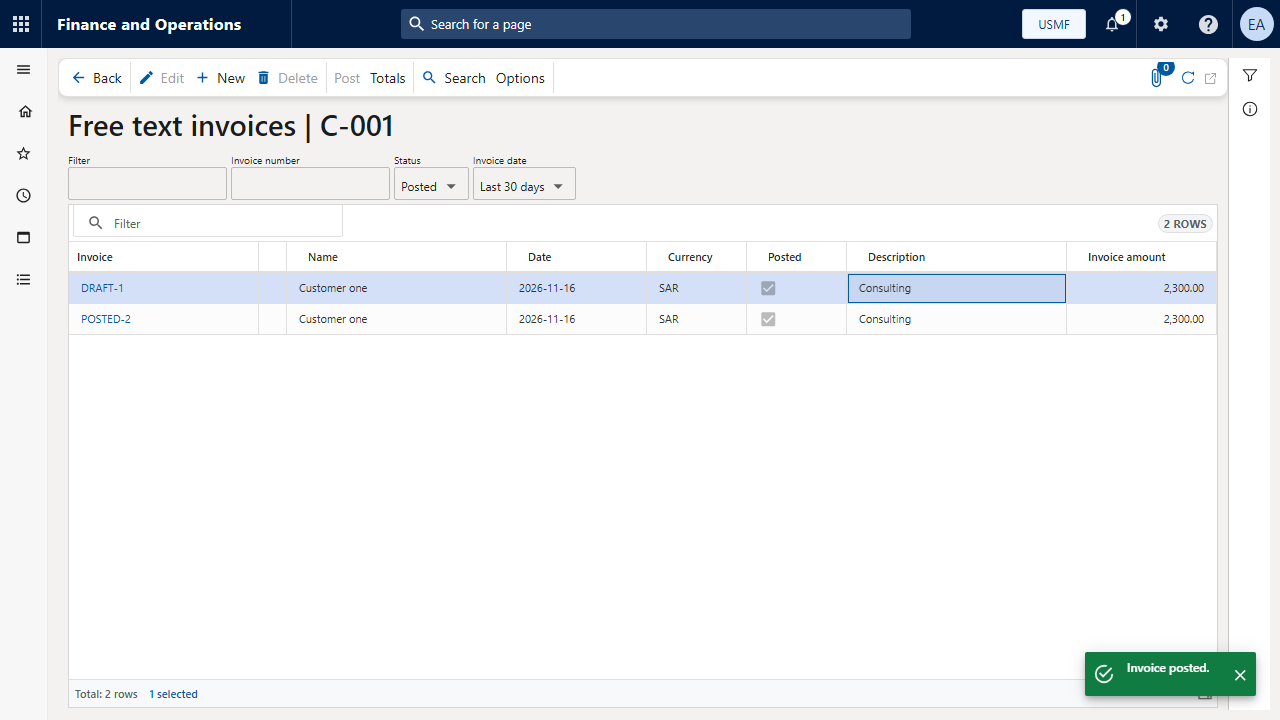 Finance and Operations
Search for a page
USMF
1
EA
Back
Edit
New
Delete
Post
Totals
Search
Options
0
Free text invoices | C-001
Filter
Invoice number
Status
Invoice date
Posted
Last 30 days
Filter
2 ROWS
Invoice Name Date Currency Posted Description Invoice amount
DRAFT-1 Customer one 2026-11-16 SAR Consulting 2,300.00
POSTED-2 Customer one 2026-11-16 SAR Consulting 2,300.00
Invoice posted.
Total: 2 rows 1 selected